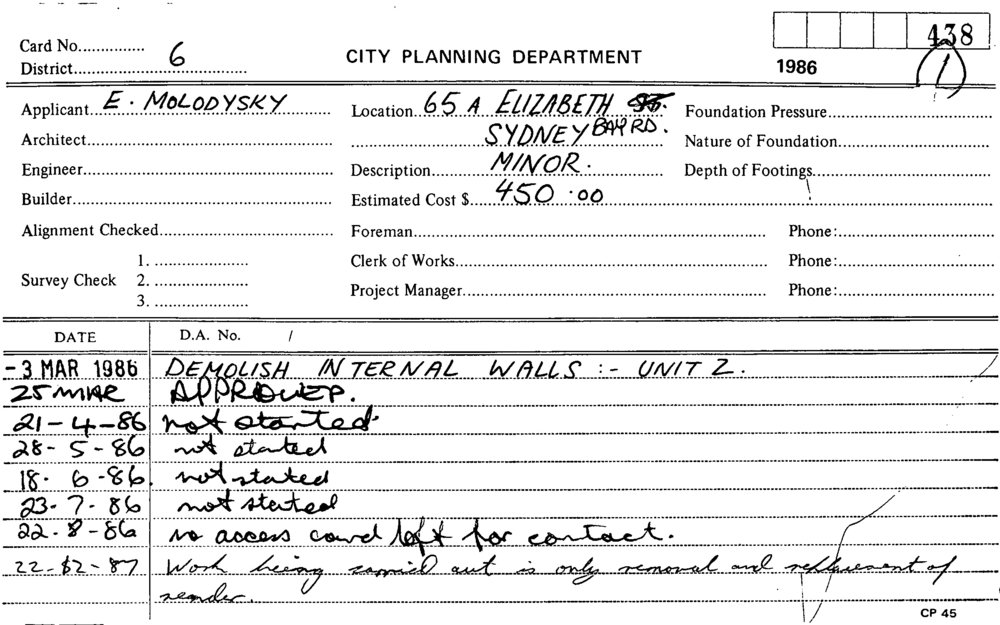 438
1
Card No...............
District........................................ 6
CITY PLANNING DEPARTMENT
1986
Applicant E. MOLODYSKY
Location 65 A ELIZABETH ST.
Foundation Pressure
Architect
SYDNEY BAY RD.
Nature of Foundation
Engineer
Description MINOR.
Depth of Footings
Builder
Estimated Cost $ 450.00
Alignment Checked
Foreman
Phone:
Survey Check 1.
2.
3.
Clerk of Works
Phone:
Project Manager
Phone:
DATE D.A. No. /
-3 MAR 1986 DEMOLISH INTERNAL WALLS :- UNIT 2.
25 MAR APPROVED.
21-4-86 not started.
28-5-86 not started
18.6-86 not started
23-7-86 not started
22-8-86 no access card left for contact.
Work being carried out is only removal and replacement of
render.
CP 45